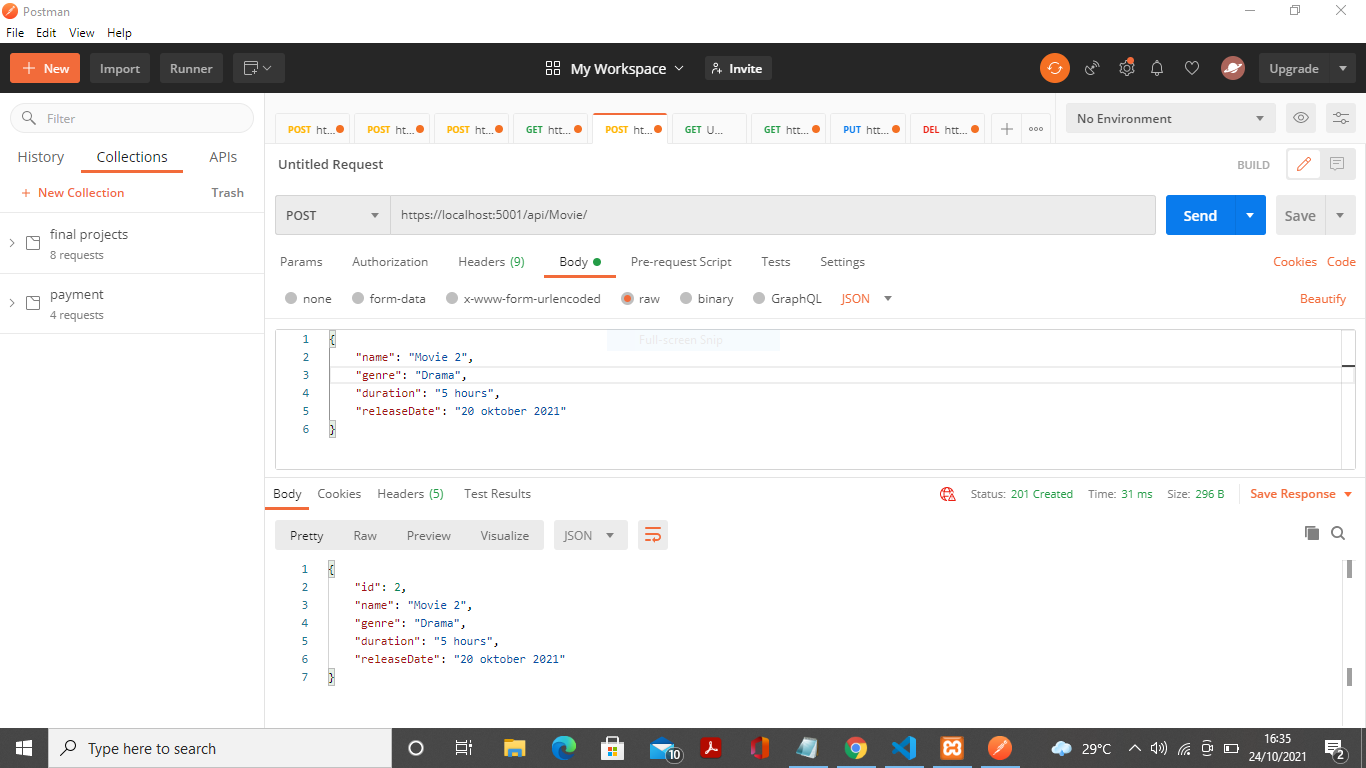 Postman
File Edit View Help
New Import Runner My Workspace Invite Upgrade
Filter
History Collections APIs
New Collection Trash
final projects
8 requests
payment
4 requests
POST ht... POST ht... POST ht... GET htt... POST ht... GET U... GET htt... PUT htt... DEL htt...
No Environment
Untitled Request BUILD
POST https://localhost:5001/api/Movie/ Send Save
Params Authorization Headers (9) Body Pre-request Script Tests Settings Cookies Code
none form-data x-www-form-urlencoded raw binary GraphQL JSON Beautify
Full-screen Snip
1 {
2 "name": "Movie 2",
3 "genre": "Drama",
4 "duration": "5 hours",
5 "releaseDate": "20 oktober 2021"
6 }
Body Cookies Headers (5) Test Results Status: 201 Created Time: 31 ms Size: 296 B Save Response
Pretty Raw Preview Visualize JSON
1 {
2 "id": 2,
3 "name": "Movie 2",
4 "genre": "Drama",
5 "duration": "5 hours",
6 "releaseDate": "20 oktober 2021"
7 }
Type here to search 10 29°C 16:35
24/10/2021 2